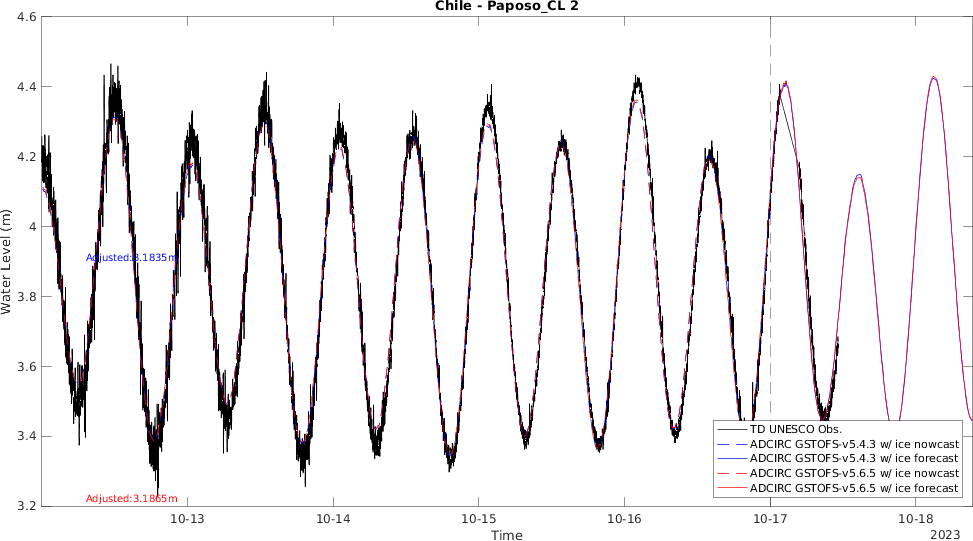 Chile - Paposo_CL 2
4.6
4.4
4.2
4
3.8
3.6
3.4
3.2
Water Level (m)
Adjusted:3.1835m
Adjusted:3.1865m
TD UNESCO Obs.
ADCIRC GSTOFS-v5.4.3 w/ ice nowcast
ADCIRC GSTOFS-v5.4.3 w/ ice forecast
ADCIRC GSTOFS-v5.6.5 w/ ice nowcast
ADCIRC GSTOFS-v5.6.5 w/ ice forecast
10-13 10-14 10-15 10-16 10-17 10-18
Time
2023